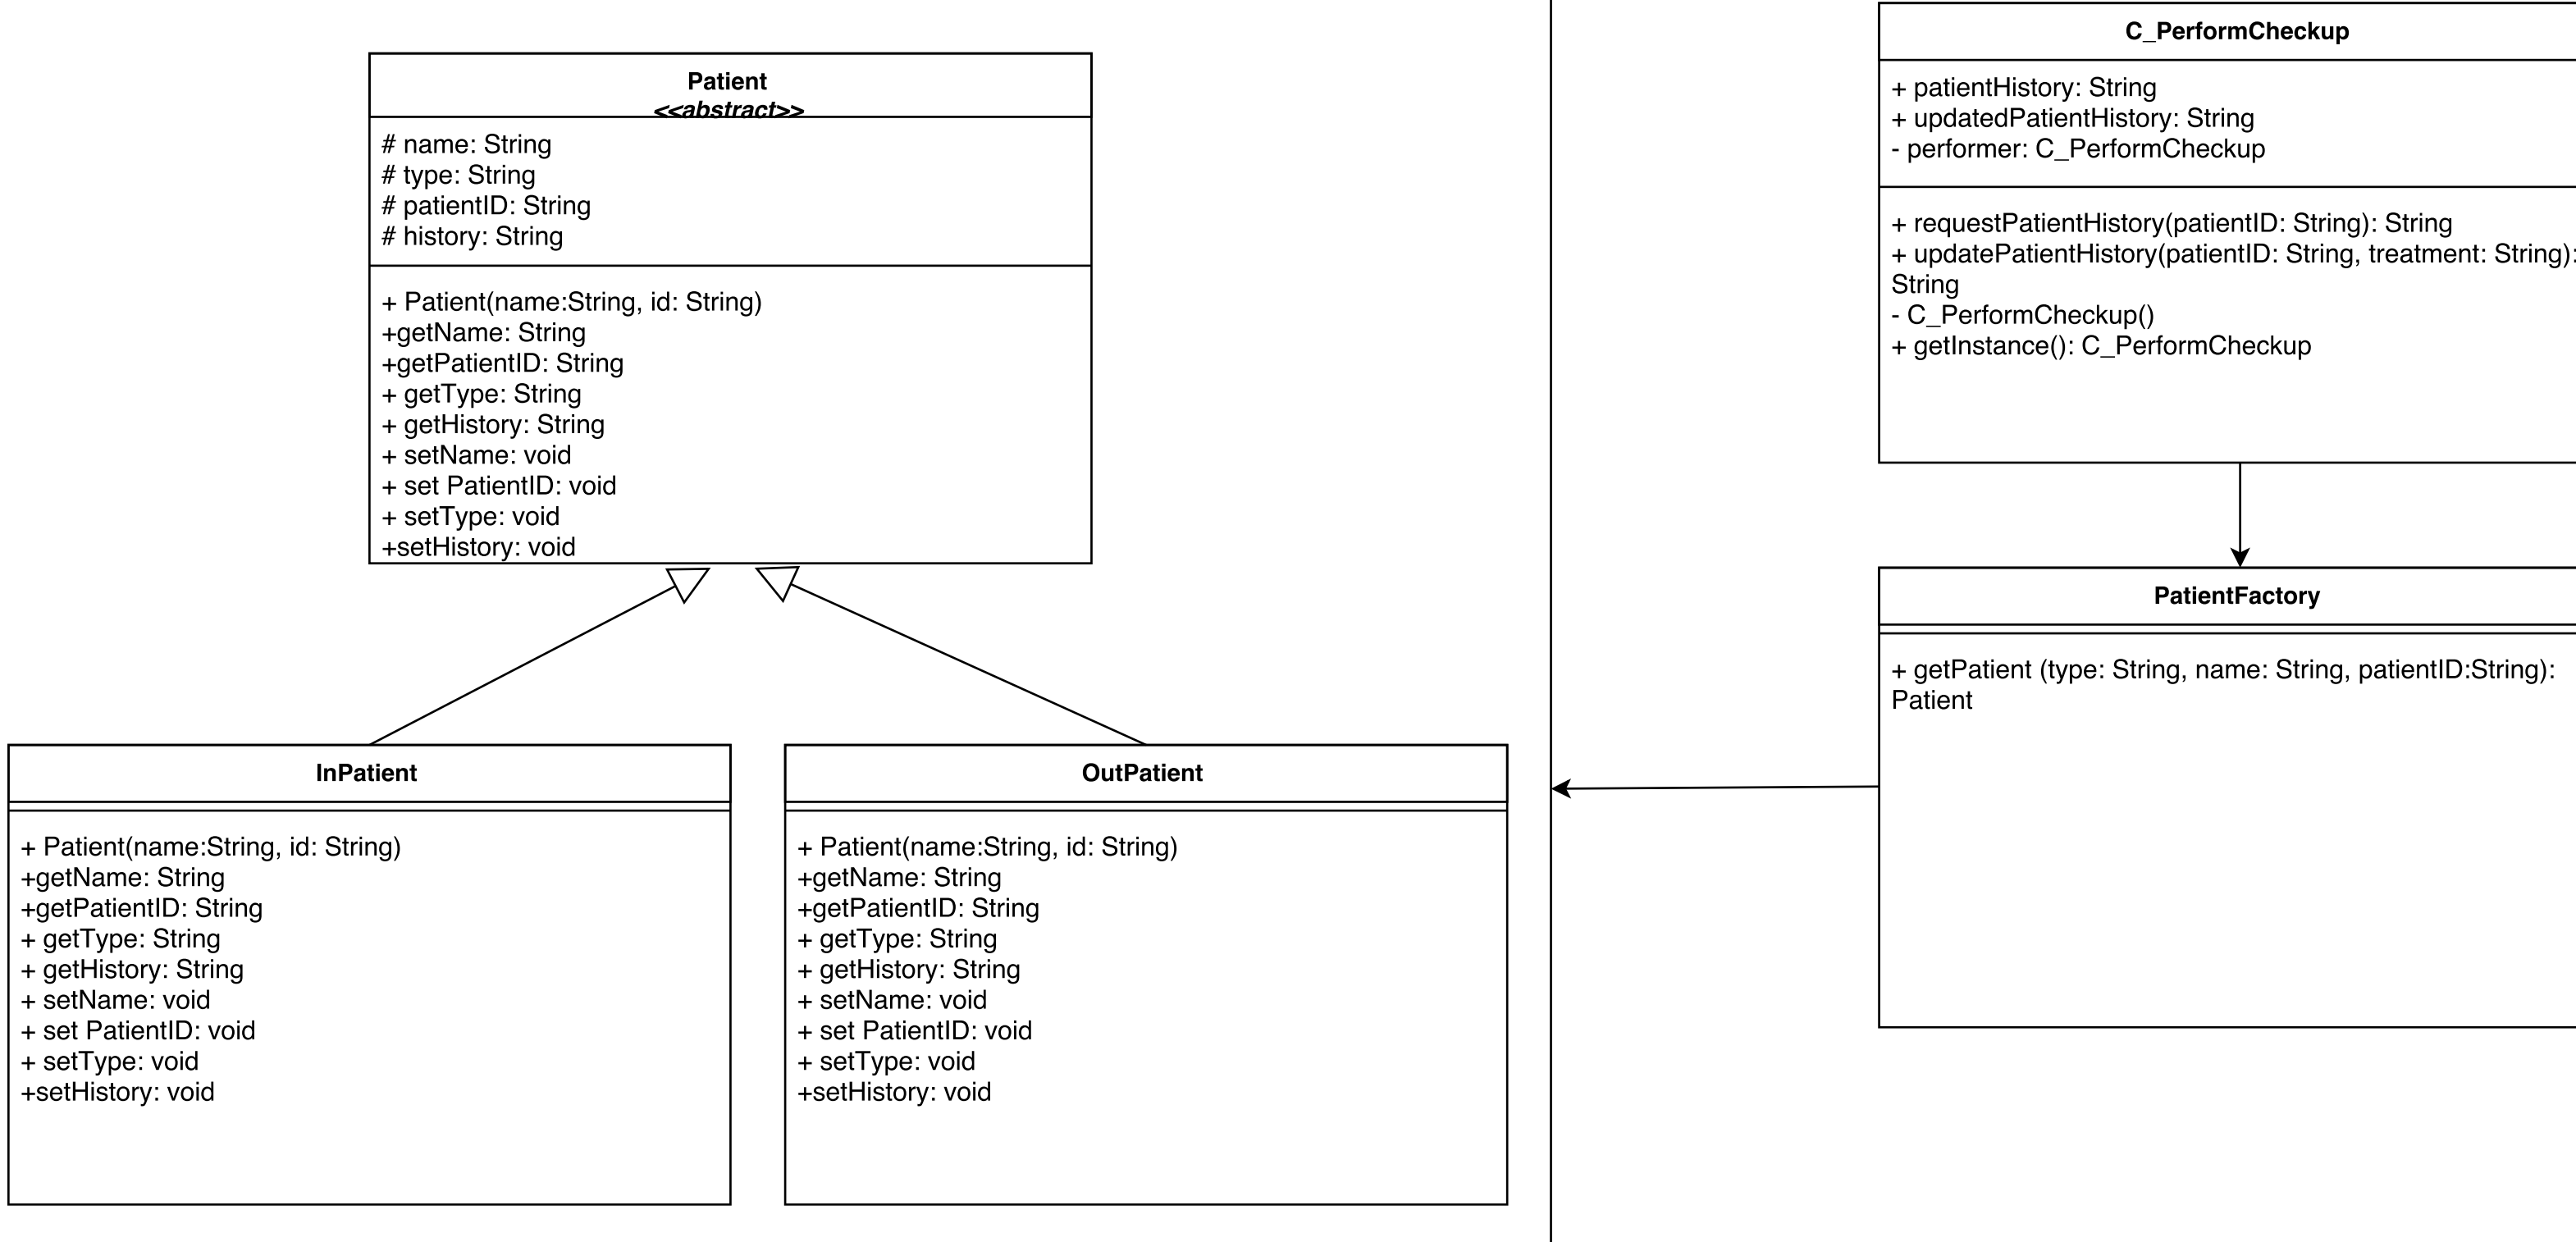 Patient
<<abstract>>
# name: String
# type: String
# patientID: String
# history: String
+ Patient(name:String, id: String)
+getName: String
+getPatientID: String
+ getType: String
+ getHistory: String
+ setName: void
+ set PatientID: void
+ setType: void
+setHistory: void
InPatient
+ Patient(name:String, id: String)
+getName: String
+getPatientID: String
+ getType: String
+ getHistory: String
+ setName: void
+ set PatientID: void
+ setType: void
+setHistory: void
OutPatient
+ Patient(name:String, id: String)
+getName: String
+getPatientID: String
+ getType: String
+ getHistory: String
+ setName: void
+ set PatientID: void
+ setType: void
+setHistory: void
C_PerformCheckup
+ patientHistory: String
+ updatedPatientHistory: String
- performer: C_PerformCheckup
+ requestPatientHistory(patientID: String): String
+ updatePatientHistory(patientID: String, treatment: String):
String
- C_PerformCheckup()
+ getInstance(): C_PerformCheckup
PatientFactory
+ getPatient (type: String, name: String, patientID:String):
Patient